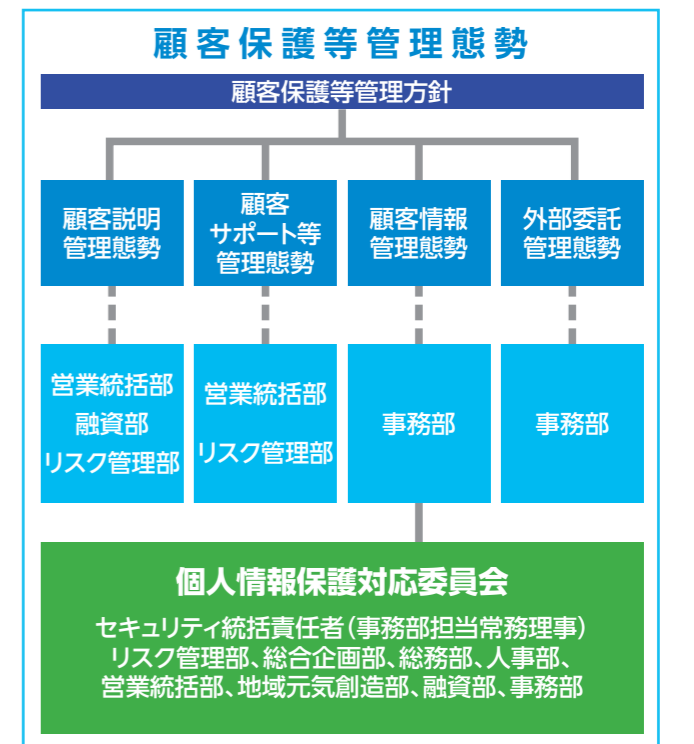 顧客保護等管理態勢
顧客保護等管理方針
顧客説明
管理態勢
顧客
サポート等
管理態勢
顧客情報
管理態勢
外部委託
管理態勢
営業統括部
融資部
リスク管理部
営業統括部
リスク管理部
事務部
事務部
個人情報保護対応委員会
セキュリティ統括責任者(事務部担当常務理事)
リスク管理部、総合企画部、総務部、人事部、
営業統括部、地域元気創造部、融資部、事務部